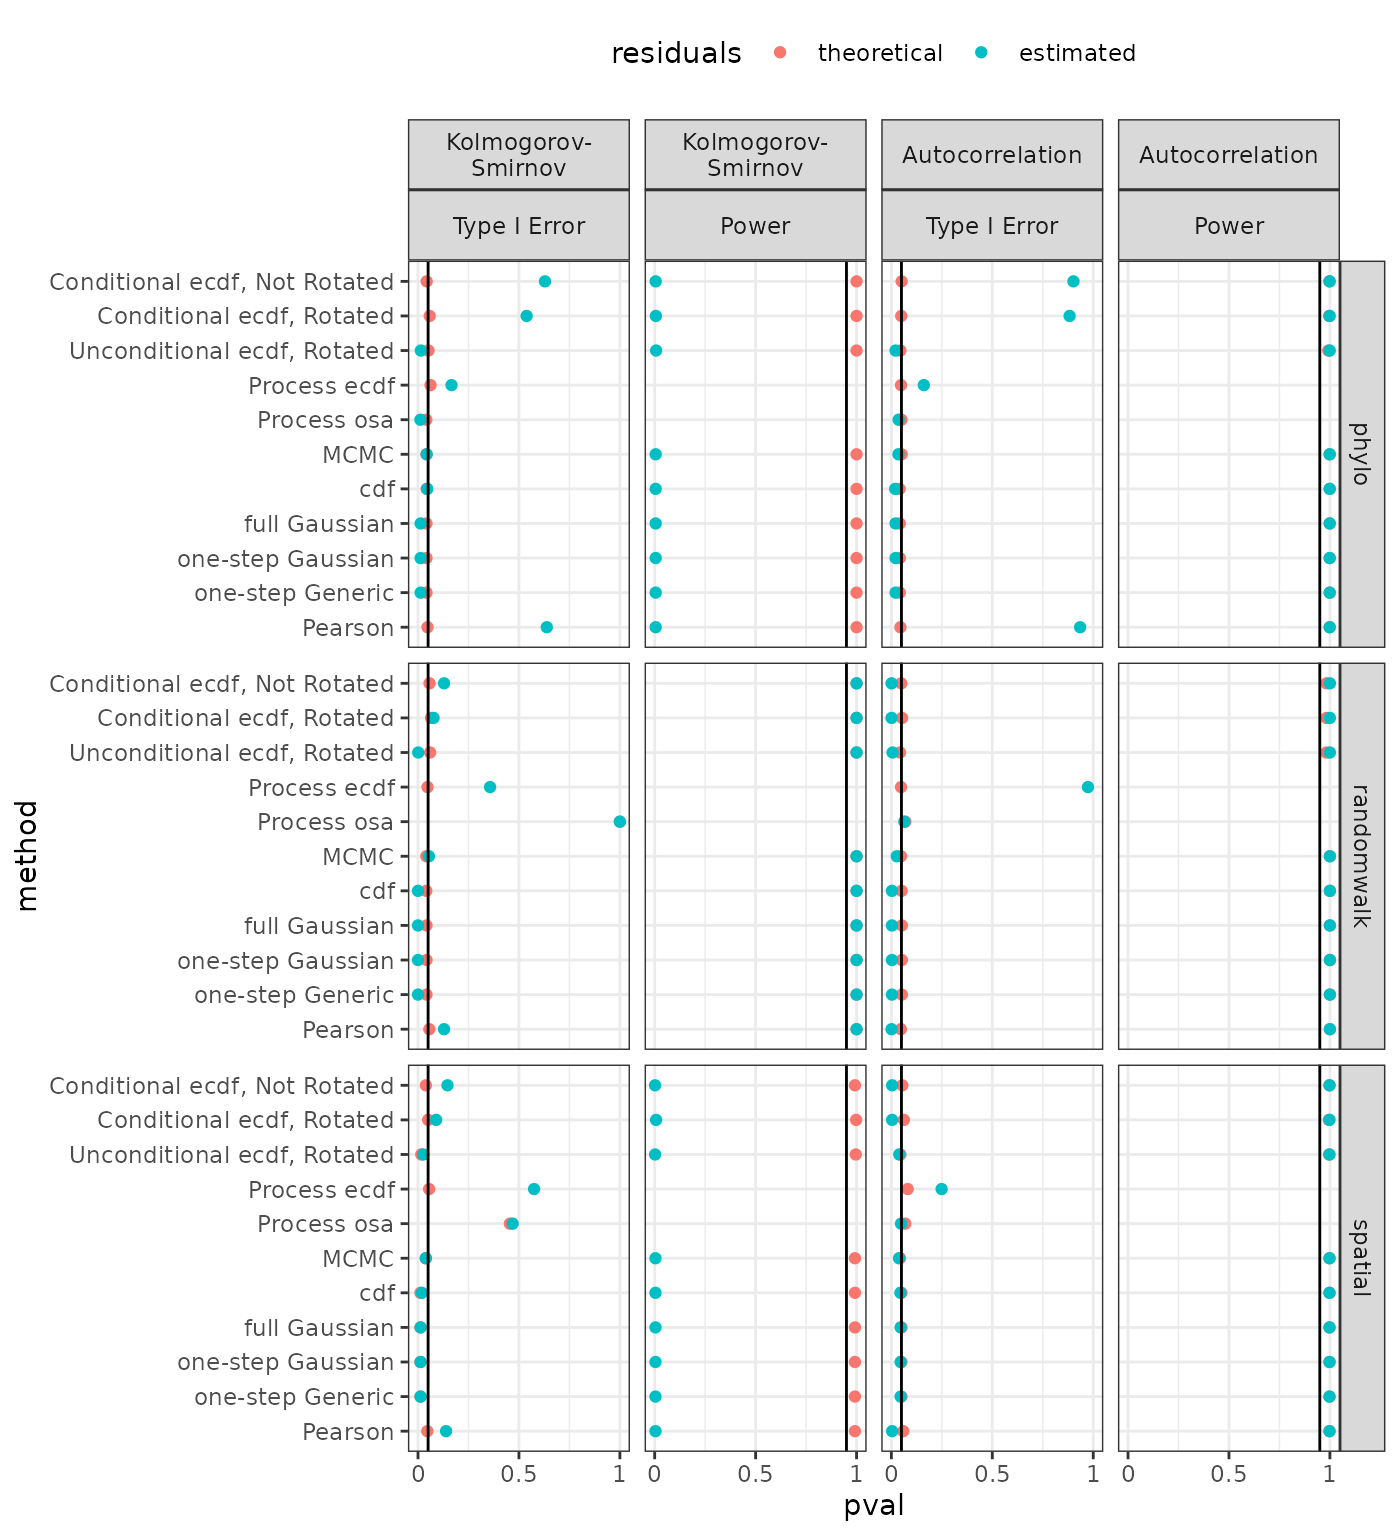 residuals theoretical estimated
Kolmogorov- Kolmogorov- Autocorrelation Autocorrelation
Smirnov Smirnov
Type I Error Power Type I Error Power
Conditional ecdf, Not Rotated
Conditional ecdf, Rotated
Unconditional ecdf, Rotated
Process ecdf
Process osa
MCMC
cdf
full Gaussian
one-step Gaussian
one-step Generic
Pearson
phylo
Conditional ecdf, Not Rotated
Conditional ecdf, Rotated
Unconditional ecdf, Rotated
Process ecdf
Process osa
MCMC
cdf
full Gaussian
one-step Gaussian
one-step Generic
Pearson
randomwalk
method
Conditional ecdf, Not Rotated
Conditional ecdf, Rotated
Unconditional ecdf, Rotated
Process ecdf
Process osa
MCMC
cdf
full Gaussian
one-step Gaussian
one-step Generic
Pearson
spatial
0 0.5 1 0 0.5 1 0 0.5 1 0 0.5 1
pval